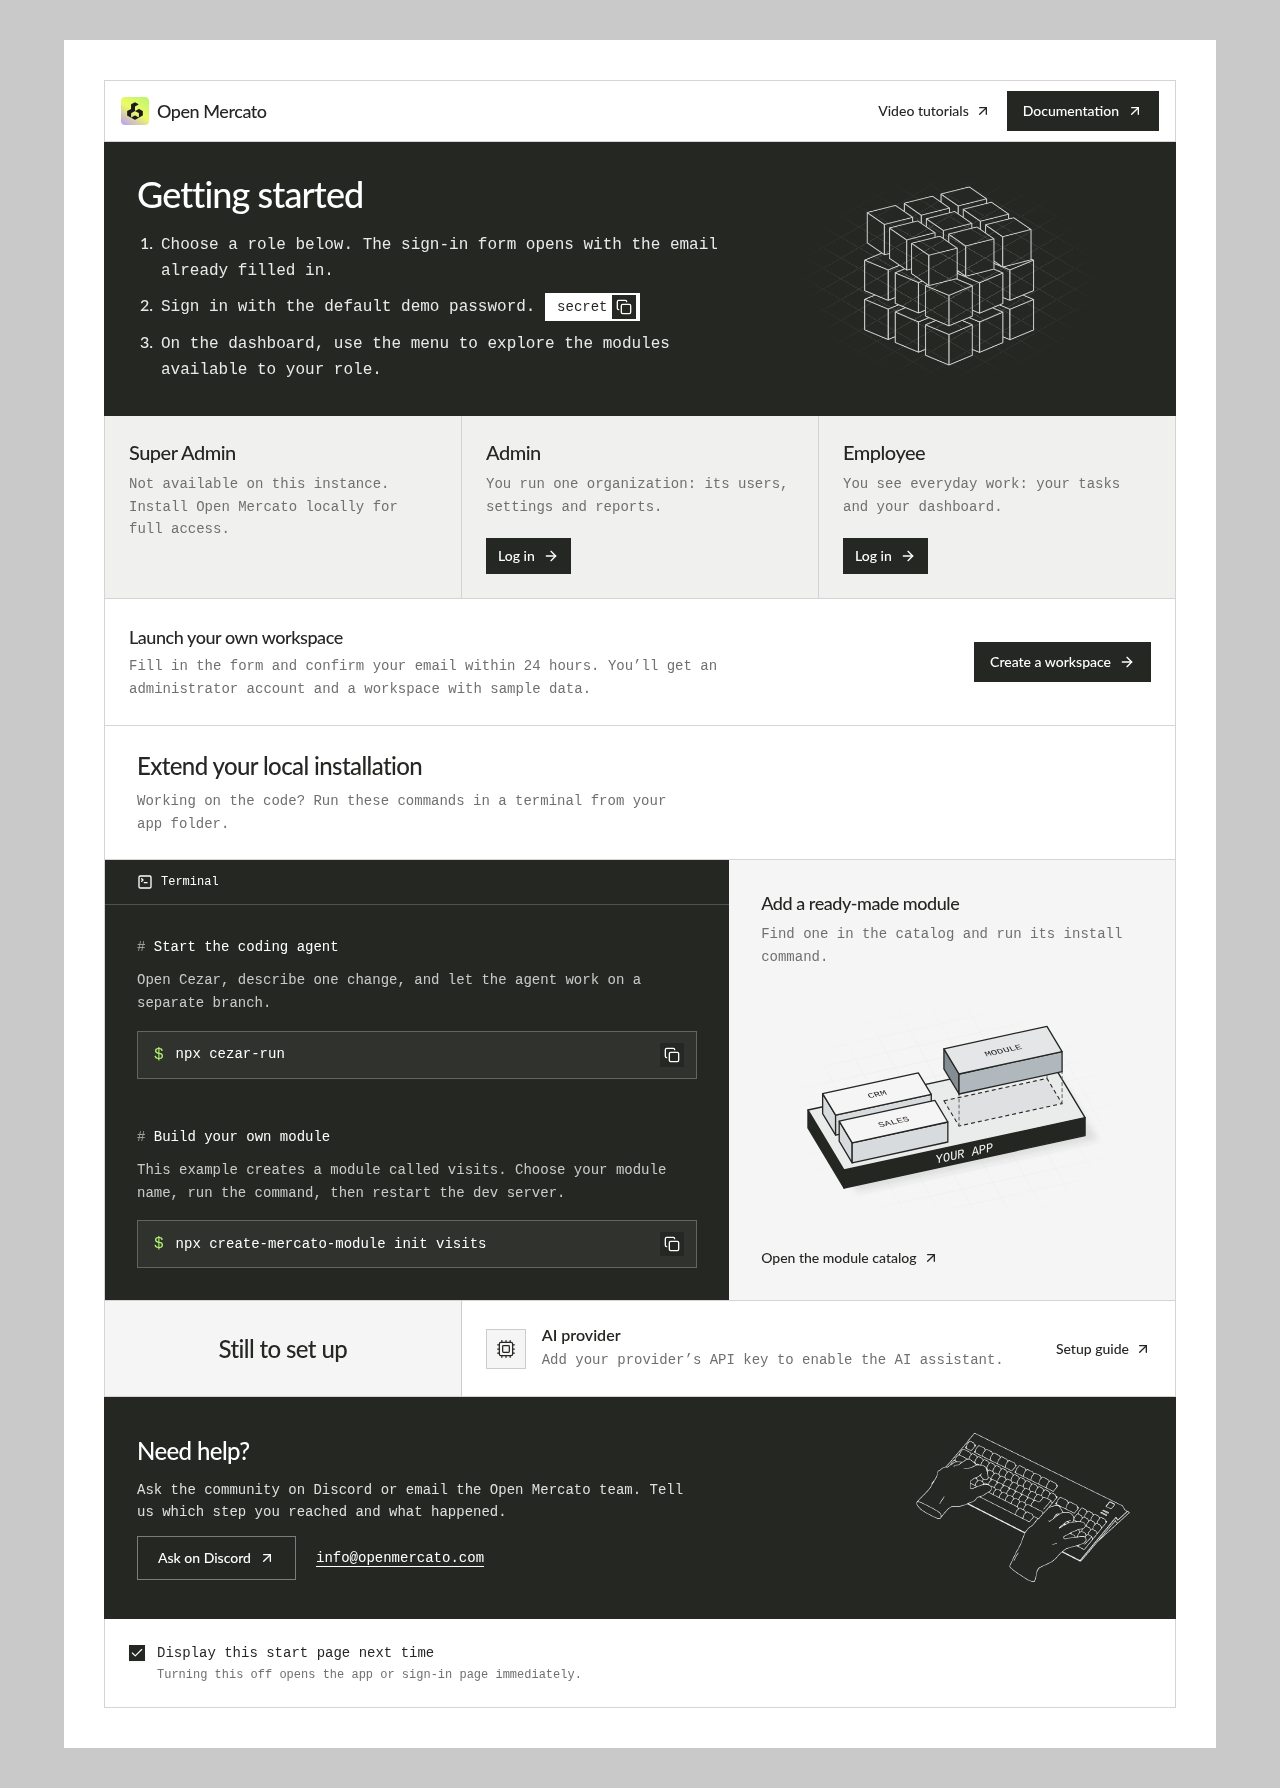 Open Mercato
Video tutorials
Documentation
Getting started
1. Choose a role below. The sign-in form opens with the email
already filled in.
2. Sign in with the default demo password. secret
3. On the dashboard, use the menu to explore the modules
available to your role.
Super Admin
Not available on this instance.
Install Open Mercato locally for
full access.
Admin
You run one organization: its users,
settings and reports.
Log in
Employee
You see everyday work: your tasks
and your dashboard.
Log in
Launch your own workspace
Fill in the form and confirm your email within 24 hours. You’ll get an
administrator account and a workspace with sample data.
Create a workspace
Extend your local installation
Working on the code? Run these commands in a terminal from your
app folder.
Terminal
# Start the coding agent
Open Cezar, describe one change, and let the agent work on a
separate branch.
$ npx cezar-run
# Build your own module
This example creates a module called visits. Choose your module
name, run the command, then restart the dev server.
$ npx create-mercato-module init visits
Add a ready-made module
Find one in the catalog and run its install
command.
MODULE
CRM
SALES
YOUR APP
Open the module catalog
Still to set up
AI provider
Add your provider’s API key to enable the AI assistant.
Setup guide
Need help?
Ask the community on Discord or email the Open Mercato team. Tell
us which step you reached and what happened.
Ask on Discord
info@openmercato.com
Display this start page next time
Turning this off opens the app or sign-in page immediately.